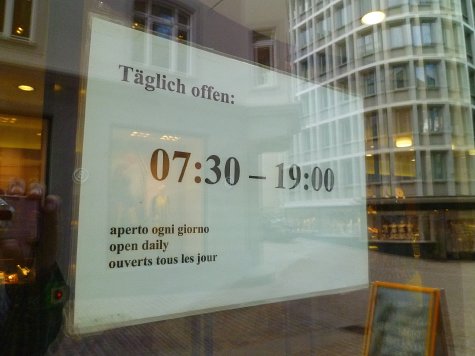 Täglich offen:
07:30 – 19:00
aperto ogni giorno
open daily
ouverts tous les jour